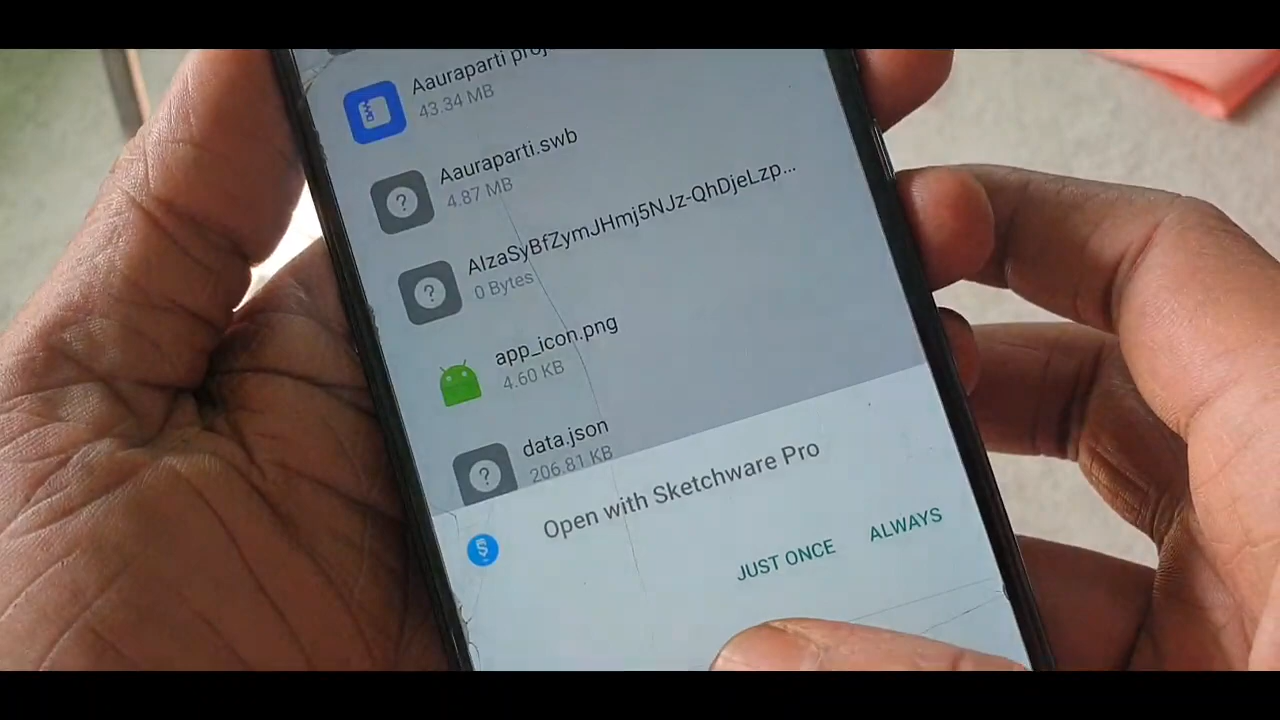 Aauraparti proj
43.34 MB
Aauraparti.swb
4.87 MB
AIzaSyBfZymJHmj5NJz-QhDjeLzp...
0 Bytes
app_icon.png
4.60 KB
data.json
206.81 KB
Open with Sketchware Pro
JUST ONCE
ALWAYS